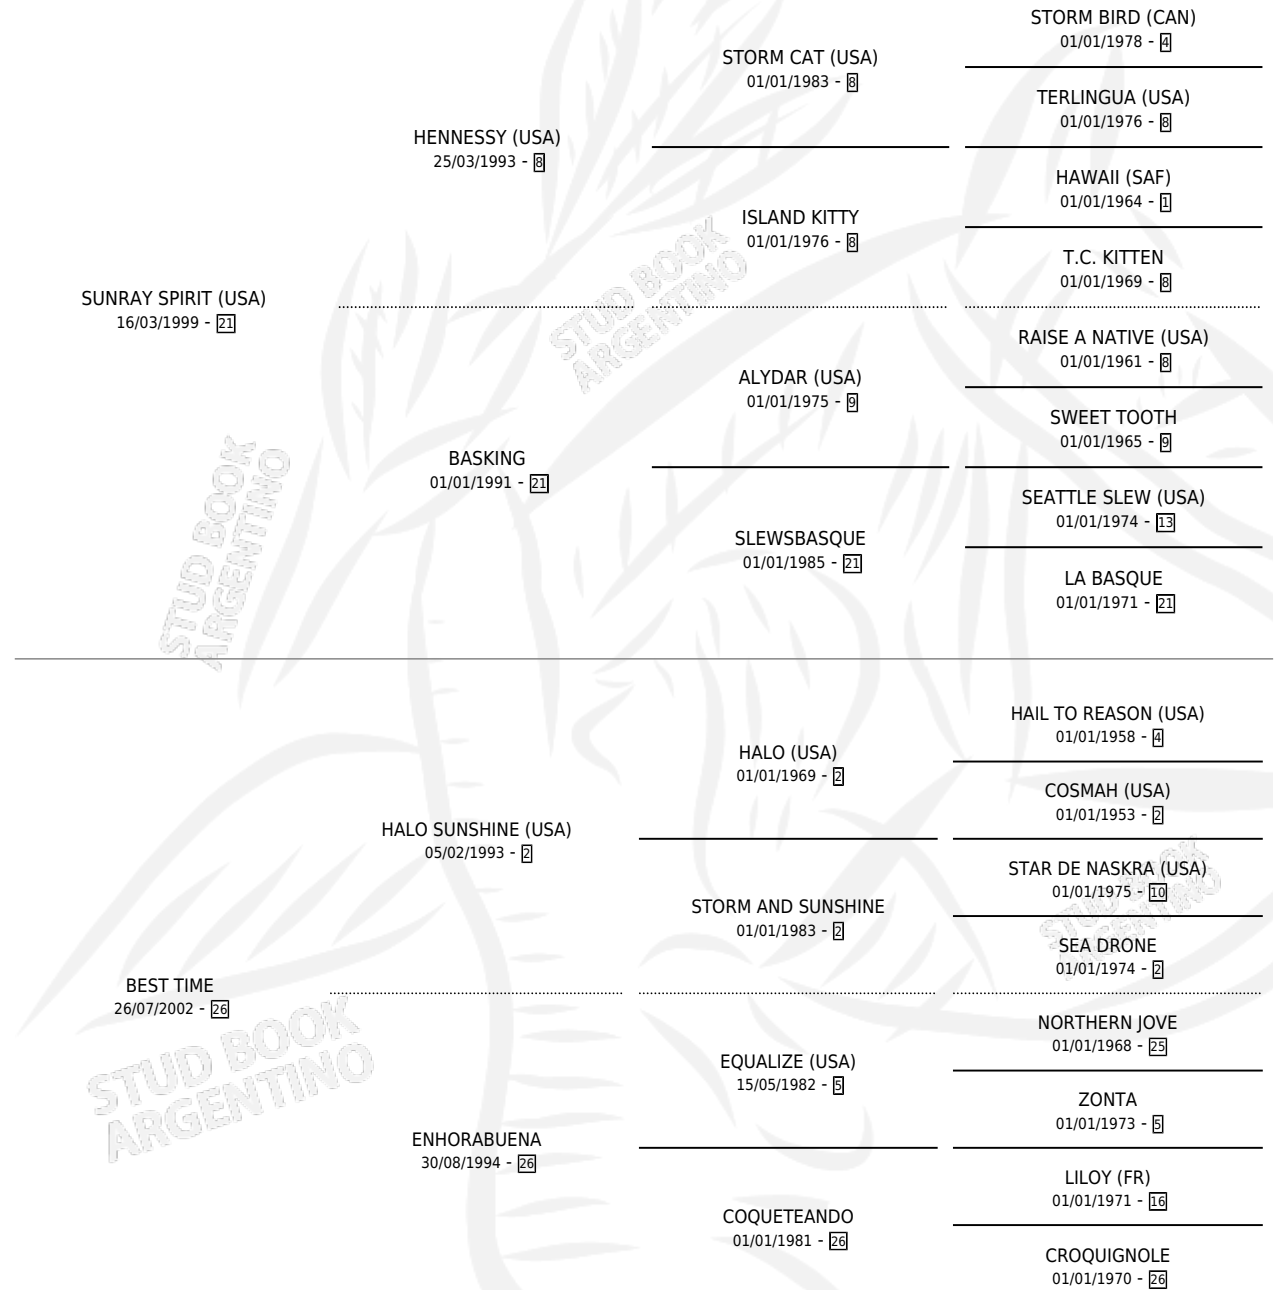 STORM BIRD (CAN)
01/01/1978 - 4
STORM CAT (USA)
01/01/1983 - 8
TERLINGUA (USA)
01/01/1976 - 8
HENNESSY (USA)
25/03/1993 - 8
HAWAII (SAF)
01/01/1964 - 1
ISLAND KITTY
01/01/1976 - 8
T.C. KITTEN
01/01/1969 - 8
SUNRAY SPIRIT (USA)
16/03/1999 - 21
STUD BOOK
ARGENTINO
RAISE A NATIVE (USA)
01/01/1961 - 8
ALYDAR (USA)
01/01/1975 - 9
SWEET TOOTH
01/01/1965 - 9
BASKING
01/01/1991 - 21
SEATTLE SLEW (USA)
01/01/1974 - 13
SLEWSBASQUE
01/01/1985 - 21
LA BASQUE
01/01/1971 - 21
STUD BOOK
ARGENTINO
HAIL TO REASON (USA)
01/01/1958 - 4
HALO (USA)
01/01/1969 - 2
COSMAH (USA)
01/01/1953 - 2
HALO SUNSHINE (USA)
05/02/1993 - 2
STAR DE NASKRA (USA)
01/01/1975 - 10
STORM AND SUNSHINE
01/01/1983 - 2
SEA DRONE
01/01/1974 - 2
STUD BOOK
ARGENTINO
BEST TIME
26/07/2002 - 26
STUD BOOK
ARGENTINO
NORTHERN JOVE
01/01/1968 - 25
EQUALIZE (USA)
15/05/1982 - 5
ZONTA
01/01/1973 - 5
ENHORABUENA
30/08/1994 - 26
LILOY (FR)
01/01/1971 - 16
COQUETEANDO
01/01/1981 - 26
CROQUIGNOLE
01/01/1970 - 26